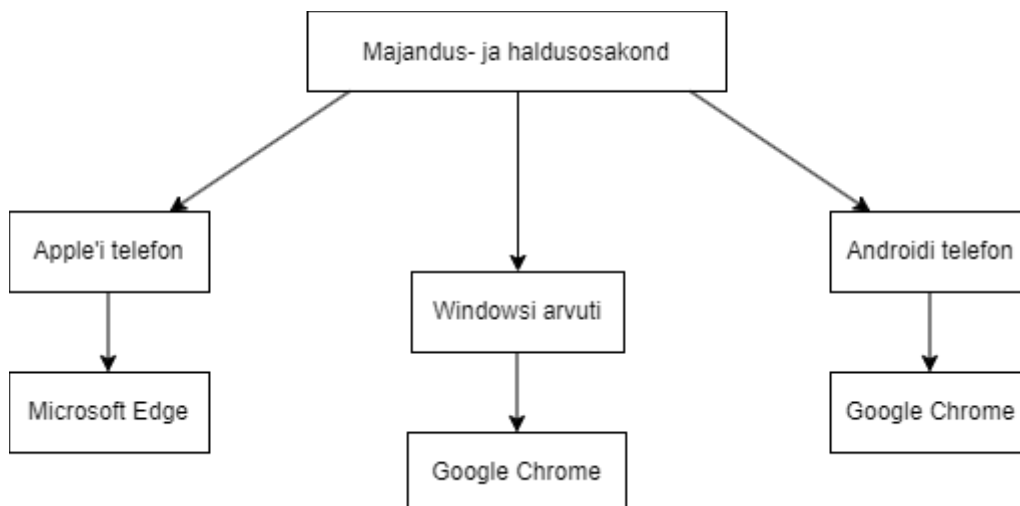 Majandus- ja haldusosakond
Apple'i telefon
Windowsi arvuti
Androidi telefon
Microsoft Edge
Google Chrome
Google Chrome